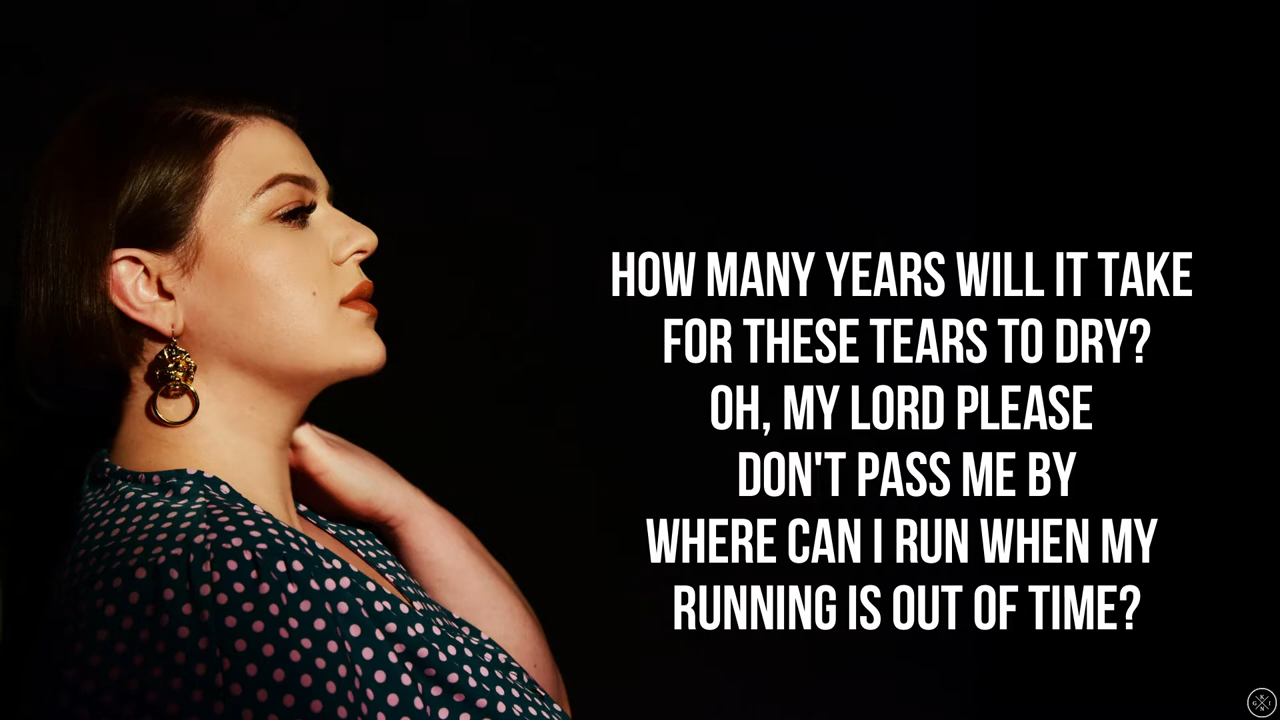 HOW MANY YEARS WILL IT TAKE
FOR THESE TEARS TO DRY?
OH, MY LORD PLEASE
DON'T PASS ME BY
WHERE CAN I RUN WHEN MY
RUNNING IS OUT OF TIME?